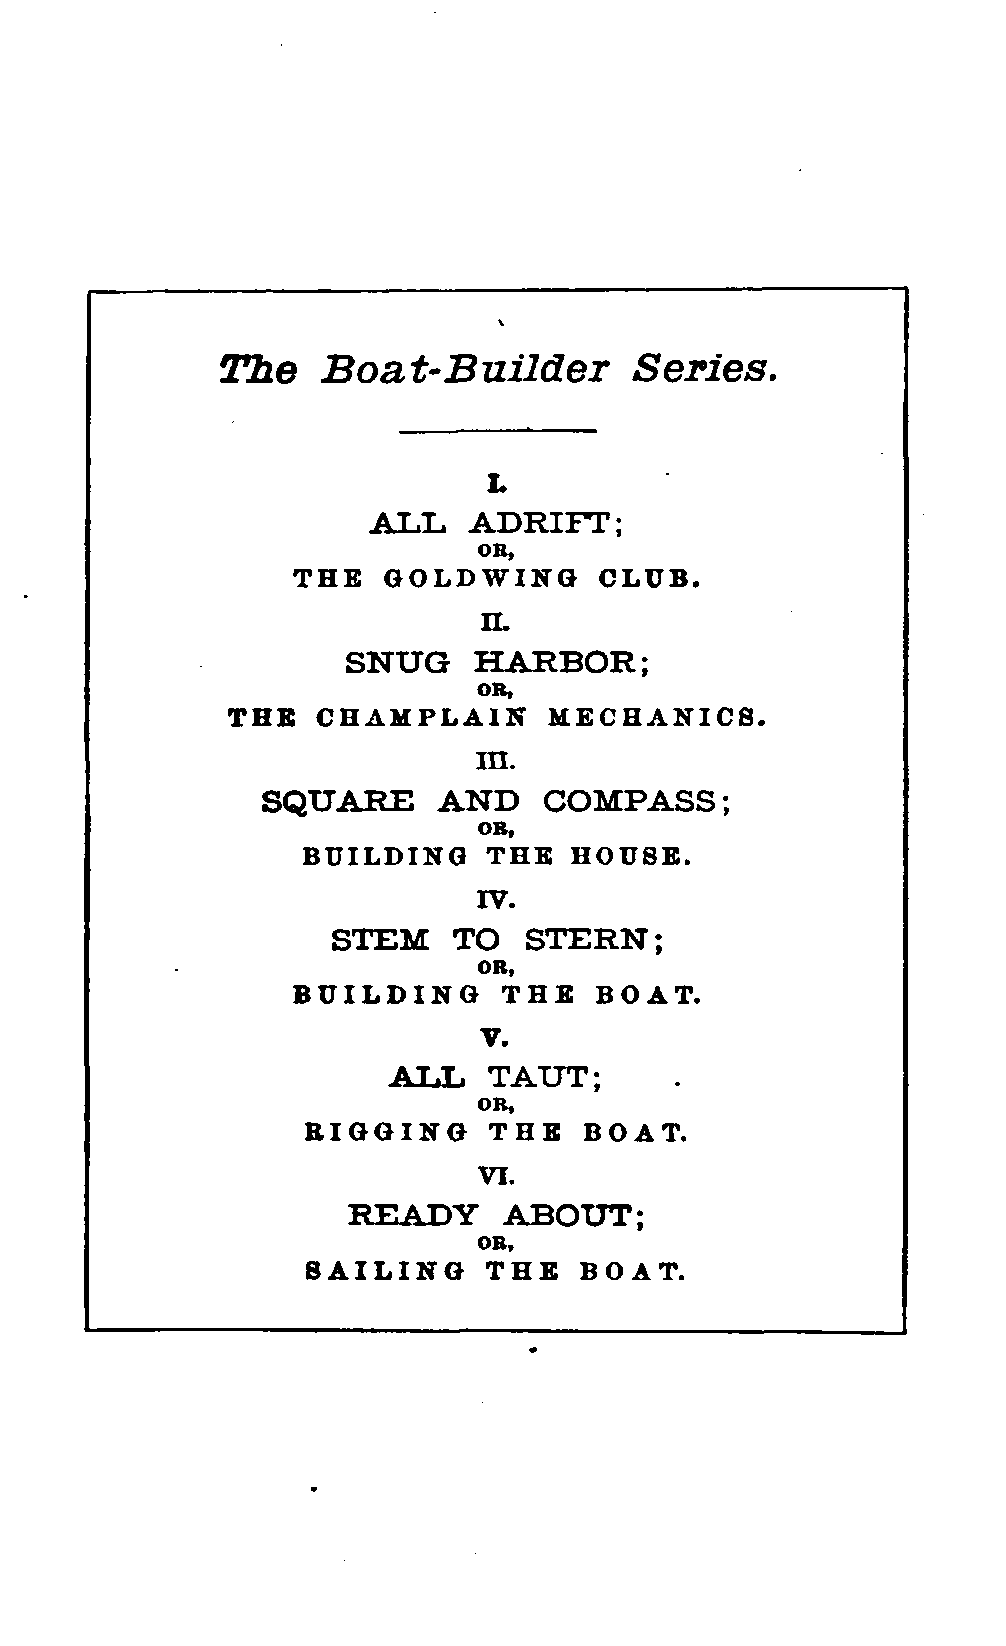 The Boat-Builder Series.
I.
ALL ADRIFT;
OR,
THE GOLDWING CLUB.
II.
SNUG HARBOR;
OR,
THE CHAMPLAIN MECHANICS.
III.
SQUARE AND COMPASS;
OR,
BUILDING THE HOUSE.
IV.
STEM TO STERN;
OR,
BUILDING THE BOAT.
V.
ALL TAUT;
OR,
RIGGING THE BOAT.
VI.
READY ABOUT;
OR,
SAILING THE BOAT.